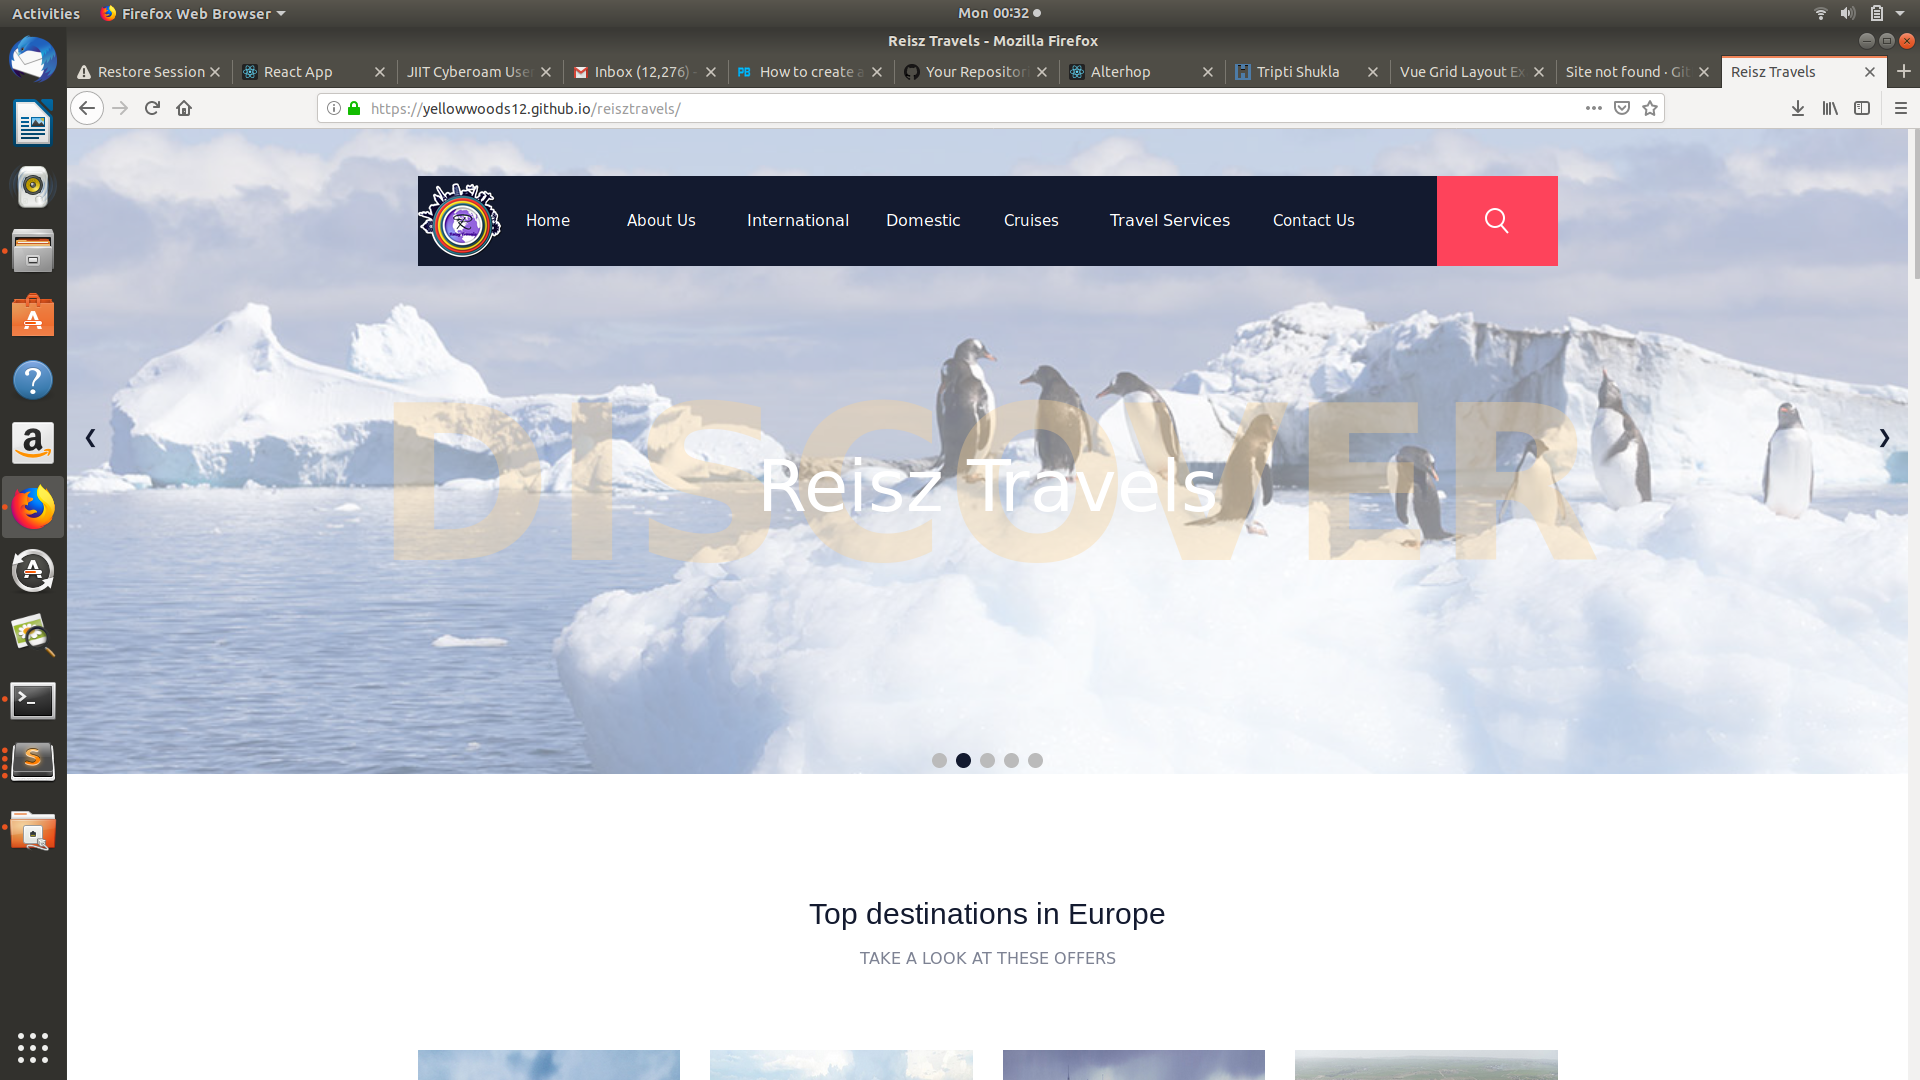 Activities Firefox Web Browser Mon 00:32
Reisz Travels - Mozilla Firefox
Restore Session React App JIIT Cyberoam Use Inbox (12,276) - How to create a Your Repositori Alterhop Tripti Shukla Vue Grid Layout Ex Site not found · Git Reisz Travels
https://yellowwoods12.github.io/reisztravels/
Home About Us International Domestic Cruises Travel Services Contact Us
DISCOVER
Reisz Travels
Top destinations in Europe
TAKE A LOOK AT THESE OFFERS